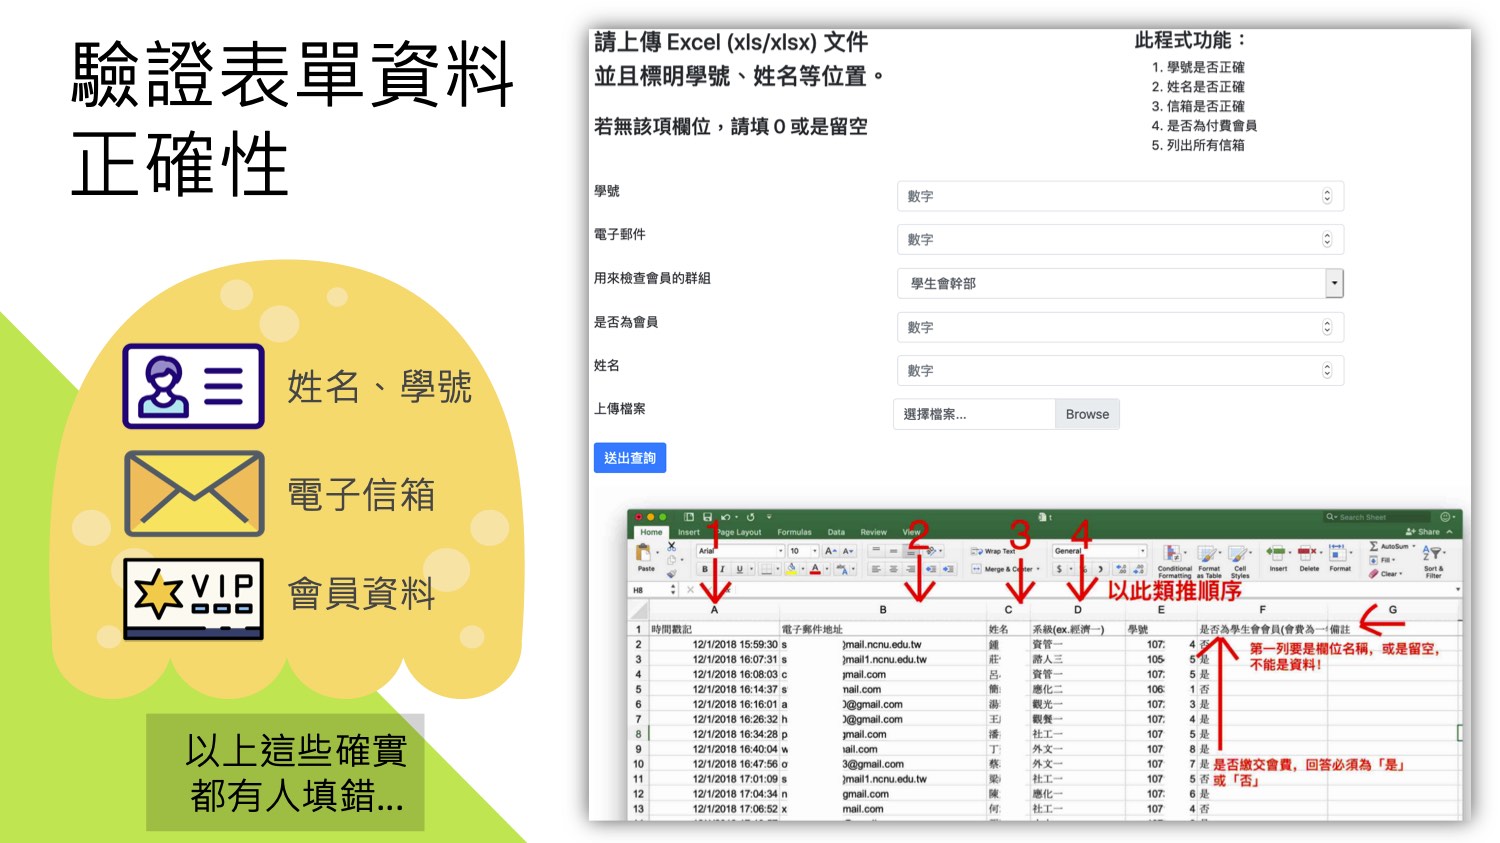 驗證表單資料
正確性
姓名、學號
電子信箱
VIP
會員資料
以上這些確實
都有人填錯...
請上傳 Excel (xls/xlsx) 文件
並且標明學號、姓名等位置。
若無該項欄位，請填 0 或是留空
此程式功能：
1. 學號是否正確
2. 姓名是否正確
3. 信箱是否正確
4. 是否為付費會員
5. 列出所有信箱
學號 數字
電子郵件 數字
用來檢查會員的群組 學生會幹部
是否為會員 數字
姓名 數字
上傳檔案 選擇檔案... Browse
送出查詢
t
Search Sheet
Home Insert Page Layout Formulas Data Review View Share
1 2 3 4
Paste Arial 10 Wrap Text General AutoSum
B I U Merge & Center $ % Conditional Formatting Format as Table Cell Styles Insert Delete Format Fill Clear Sort & Filter
以此類推順序
H8
A B C D E F G
1 時間戳記 電子郵件地址 姓名 系級(ex.經濟一) 學號 是否為學生會會員(會費為一 備註
2 12/1/2018 15:59:30 s )mail.ncnu.edu.tw 鍾 資管一 107 4 否
3 12/1/2018 16:07:31 s )mail1.ncnu.edu.tw 莊 諮人三 105 5 是
4 12/1/2018 16:08:03 c mail.com 呂 資管一 107 5 是
5 12/1/2018 16:14:37 s nail.com 簡 應化二 106 1 否
6 12/1/2018 16:16:01 a )@gmail.com 湯 觀光一 107 3 是
7 12/1/2018 16:26:32 h )@gmail.com 王 觀餐一 107 4 是
8 12/1/2018 16:34:28 p mail.com 潘 社工一 107 5 是
9 12/1/2018 16:40:04 w ail.com 丁 外文一 107 8 是
10 12/1/2018 16:47:56 3@gmail.com 蔡 外文一 107 7 是
11 12/1/2018 17:01:09 s )mail1.ncnu.edu.tw 梁 社工一 107 5 否
12 12/1/2018 17:04:34 n gmail.com 陳 應化一 107 6 是
13 12/1/2018 17:06:52 x mail.com 何 社工一 107 4 否
第一列要是欄位名稱，或是留空，
不能是資料！
是否繳交會費，回答必須為「是」
或「否」